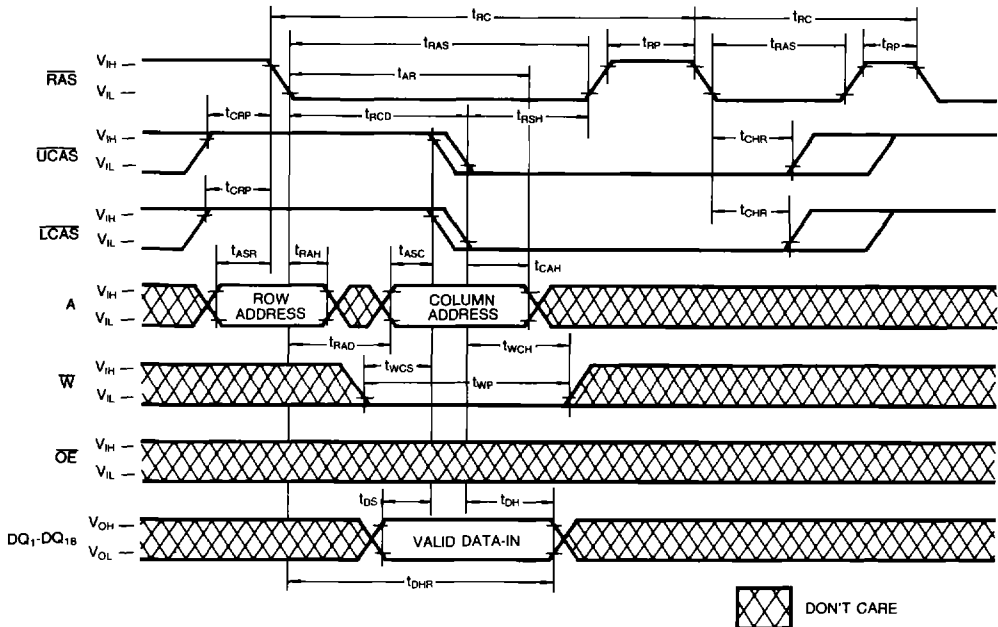 tRC tRC
tRAS tRP tRAS tRP
RAS VIH
VIL
tAR
tCRP tRCD tRSH
UCAS VIH
VIL
tCHR
tCRP
LCAS VIH
VIL
tCHR
tASR tRAH tASC tCAH
A VIH
VIL
ROW ADDRESS COLUMN ADDRESS
tRAD tWCH
tWCS
W VIH
VIL
tWP
OE VIH
VIL
tDS tDH
DQ1-DQ16 VOH
VOL
VALID DATA-IN
tDHR
DON'T CARE